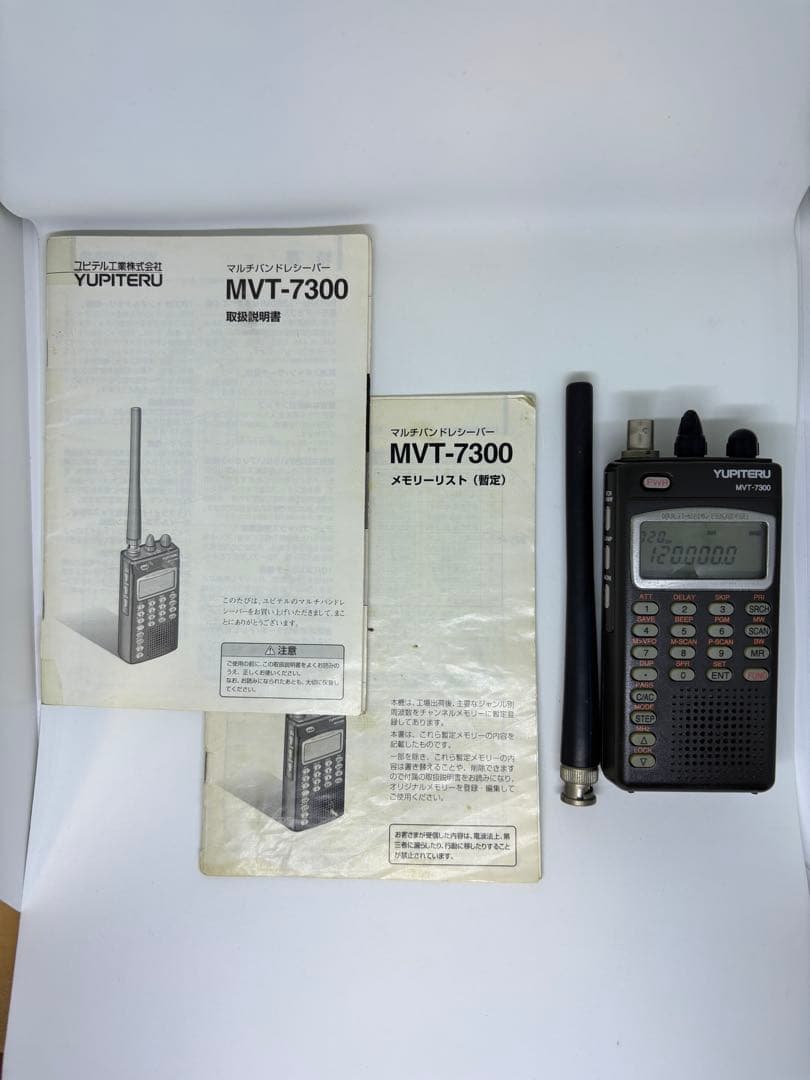 ユピテル工業株式会社
YUPITERU
マルチバンドレシーバー
MVT-7300
取扱説明書
このたびは、ユピテルのマルチバンドレ
シーバーをお買い上げいただきまして、まこ
とにありがとうございます。
⚠注意
ご使用の前に、この取扱説明書をよくお読みの
うえ、正しくお使いください。
なお、お読みになられたあとも、大切に保管し
てください。
マルチバンドレシーバー
MVT-7300
メモリーリスト(暫定)
本機は、工場出荷後、主要なジャンル別
周波数をチャンネルメモリーに暫定登
録してあります。
本書は、これら暫定メモリーの内容を
記載したものです。
一部を除き、これら暫定メモリーの内
容は書き替えることや、削除できます
ので付属の取扱説明書をお読みになり、
オリジナルメモリーを登録・編集して
ご使用ください。
お客さまが受信した内容は、電波法上、第
三者に漏らしたり、行動に移したりすること
が禁止されています。
PWR
YUPITERU
MVT-7300
120.000.0
ATT DELAY SKIP PRI
1 2 3 SRCH
SAVE BEEP PGM MW
4 5 6 SCAN
M>VFO M-SCAN P-SCAN BW
7 8 9 MR
DMP SPR SET
• 0 ENT FUNC
PASS
C/AC
MODE
STEP
MHz
△
LOCK
▽